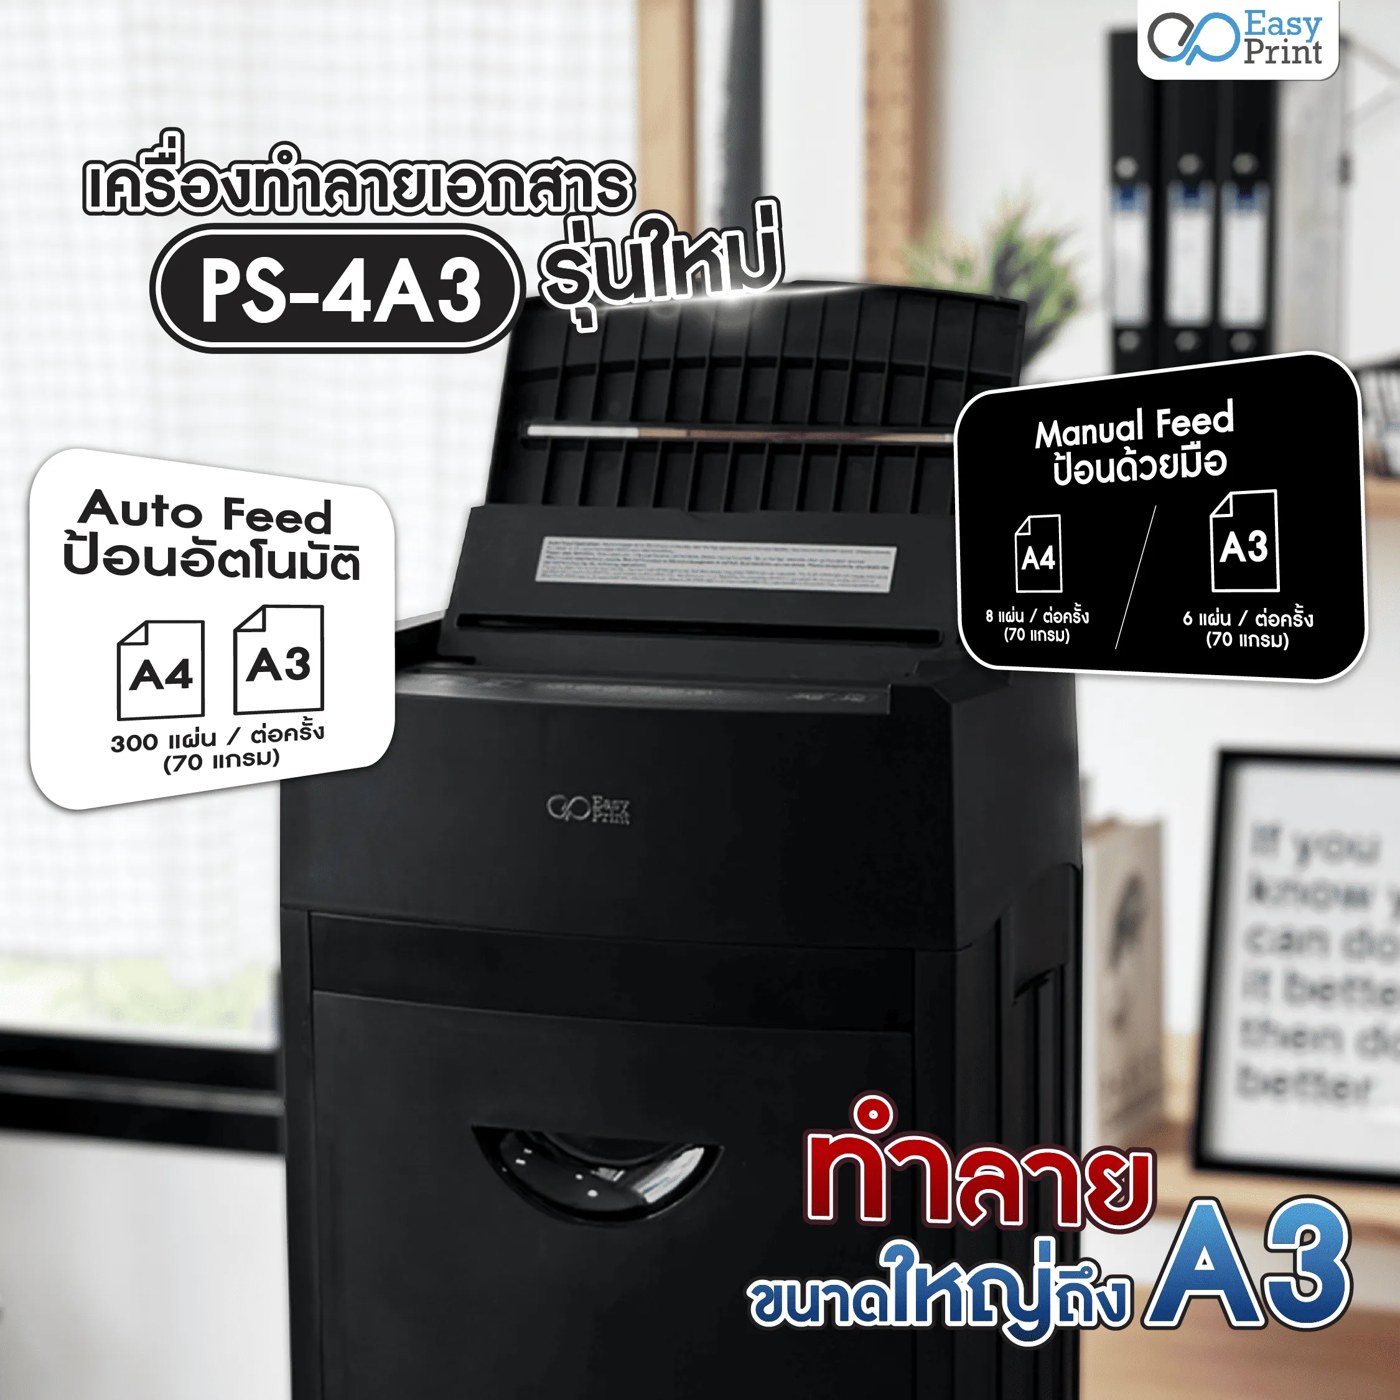 Easy
Print
เครื่องทำลายเอกสาร
PS-4A3 รุ่นใหม่
Auto Feed
ป้อนอัตโนมัติ
A4 A3
300 แผ่น / ต่อครั้ง
(70 แกรม)
Manual Feed
ป้อนด้วยมือ
A4 A3
8 แผ่น / ต่อครั้ง
(70 แกรม)
6 แผ่น / ต่อครั้ง
(70 แกรม)
Easy
Print
If you
know
can do
it better
then do
better.
ทำลาย
ขนาดใหญ่ถึง A3